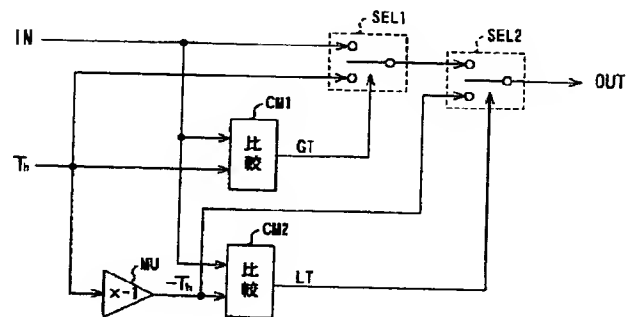 SEL1
IN
SEL2
OUT
CM1
比較
GT
Th
CM2
MU
比較
×-1
-Th
LT